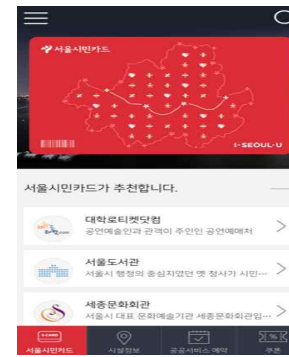 서울시민카드
I·SEOUL·U
서울시민카드가 추천합니다.
대학로티켓닷컴
공연예술인과 관객이 주인인 공연예매처
서울도서관
서울시 행정의 중심지였던 옛 청사가 시민···
세종문화회관
서울시 대표 문화예술기관 세종문화회관입···
서울시민카드
시설정보
공공서비스 예약
쿠폰